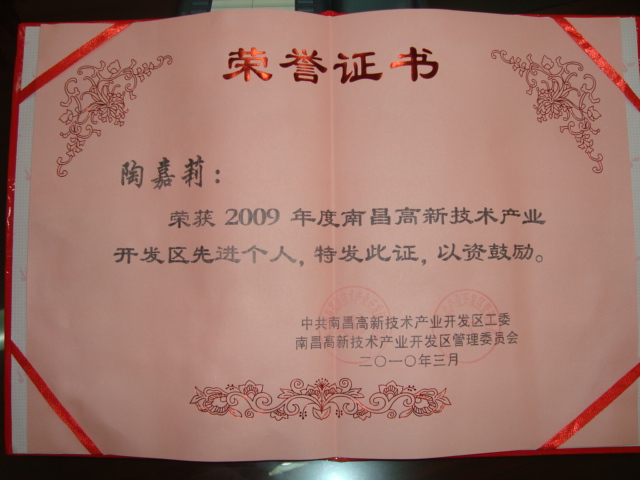 荣誉证书
陶嘉莉：
荣获 2009 年度南昌高新技术产业
开发区先进个人，特发此证，以资鼓励。
中共南昌高新技术产业开发区工委
南昌高新技术产业开发区管理委员会
二〇一〇年三月